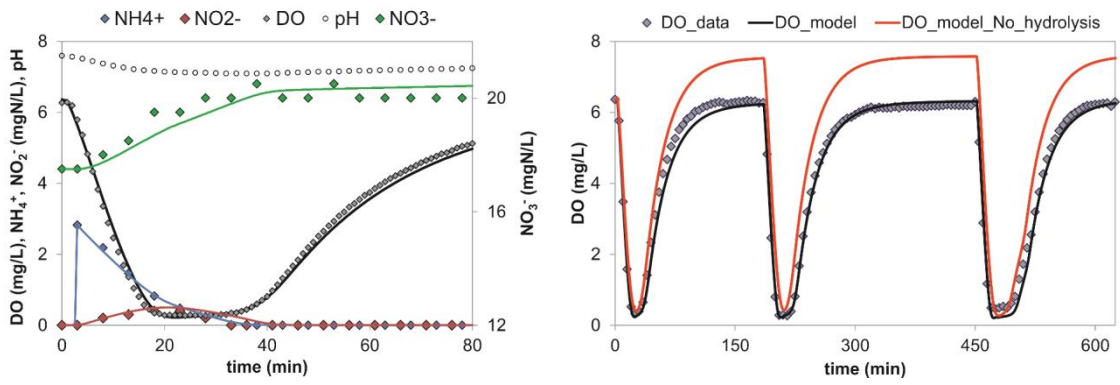 NH4+ NO2- DO pH NO3-
8
6
4
2
0
DO (mg/L), NH₄⁺, NO₂⁻ (mgN/L), pH
20
16
12
NO₃⁻ (mgN/L)
0 20 40 60 80
time (min)
DO_data DO_model DO_model_No_hydrolysis
8
6
4
2
0
DO (mg/L)
0 150 300 450 600
time (min)